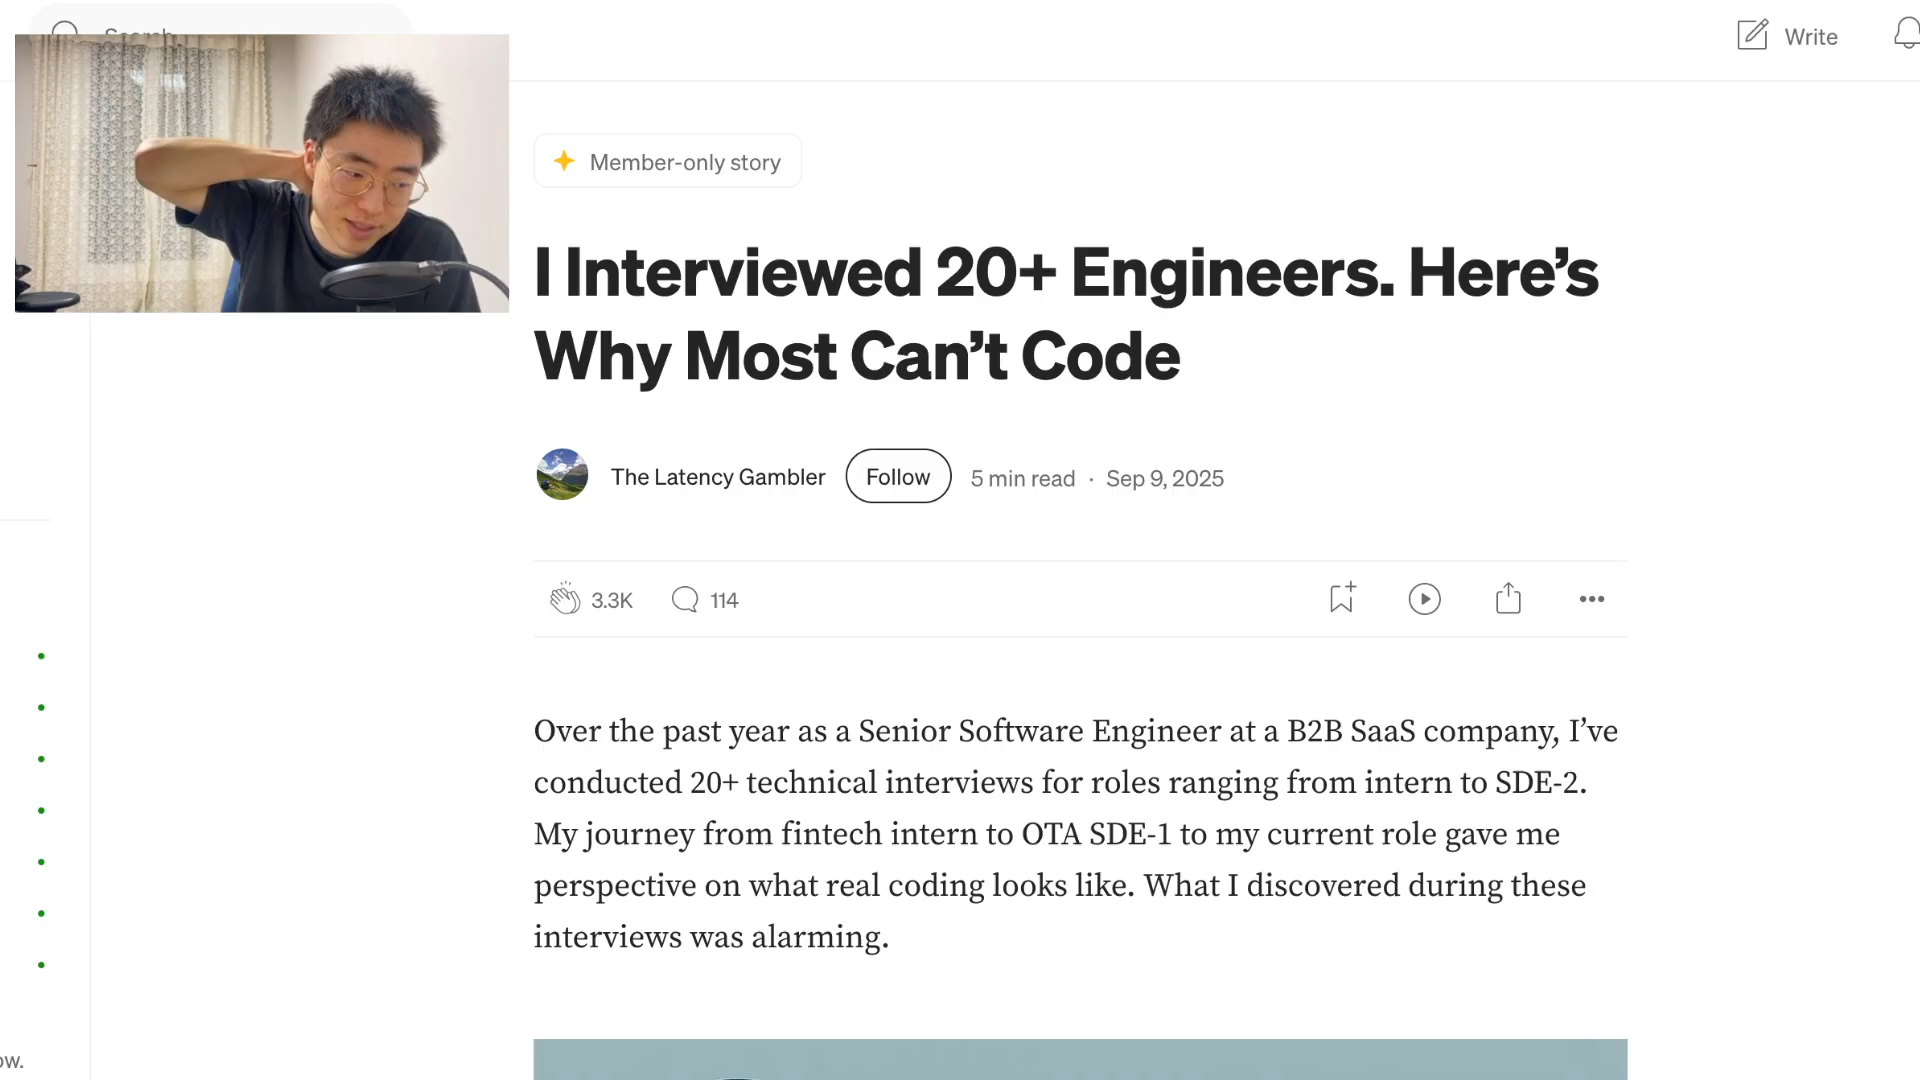 Write
Member-only story
I Interviewed 20+ Engineers. Here’s
Why Most Can’t Code
The Latency Gambler
Follow
5 min read · Sep 9, 2025
3.3K
114
Over the past year as a Senior Software Engineer at a B2B SaaS company, I’ve
conducted 20+ technical interviews for roles ranging from intern to SDE-2.
My journey from fintech intern to OTA SDE-1 to my current role gave me
perspective on what real coding looks like. What I discovered during these
interviews was alarming.